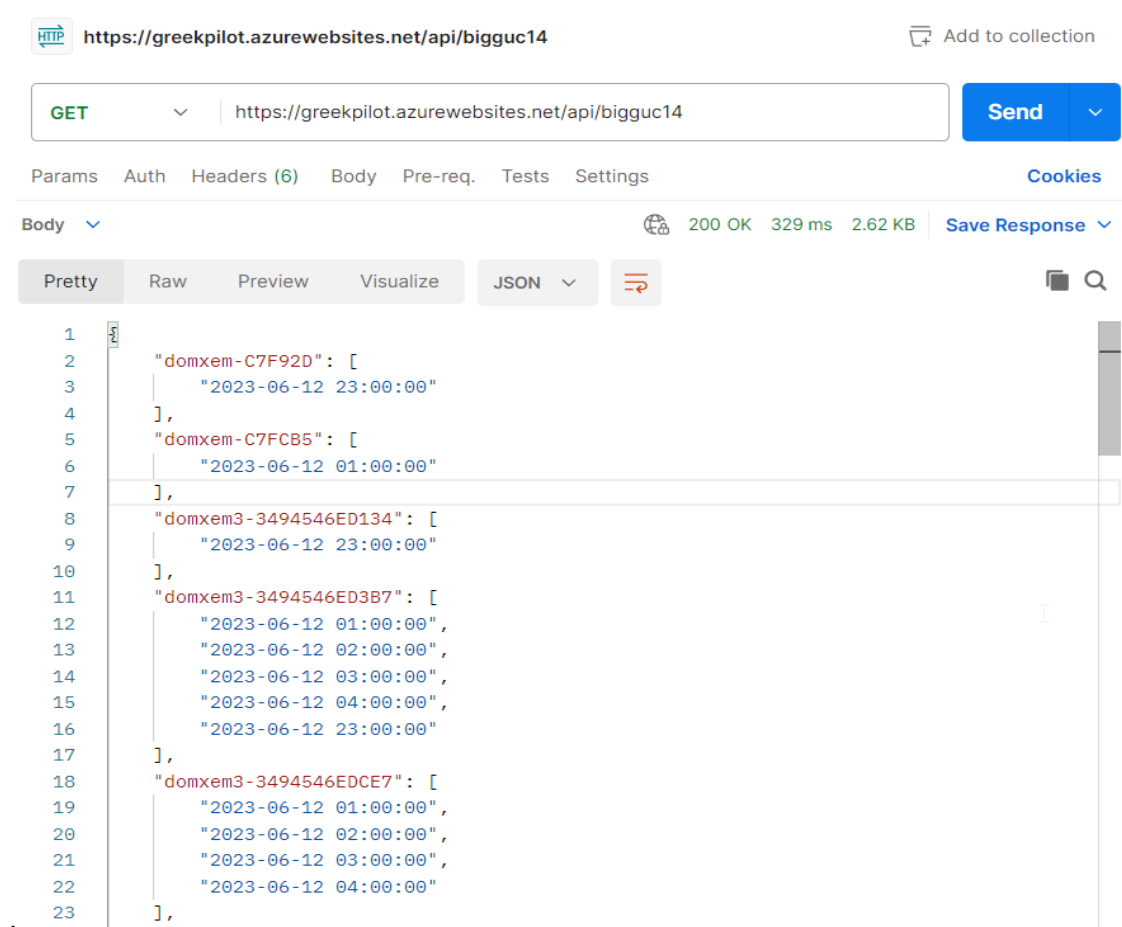 HTTP https://greekpilot.azurewebsites.net/api/bigguc14 Add to collection
GET https://greekpilot.azurewebsites.net/api/bigguc14 Send
Params Auth Headers (6) Body Pre-req. Tests Settings Cookies
Body 200 OK 329 ms 2.62 KB Save Response
Pretty Raw Preview Visualize JSON
1 {
2 "domxem-C7F92D": [
3 "2023-06-12 23:00:00"
4 ],
5 "domxem-C7FCB5": [
6 "2023-06-12 01:00:00"
7 ],
8 "domxem3-3494546ED134": [
9 "2023-06-12 23:00:00"
10 ],
11 "domxem3-3494546ED3B7": [
12 "2023-06-12 01:00:00",
13 "2023-06-12 02:00:00",
14 "2023-06-12 03:00:00",
15 "2023-06-12 04:00:00",
16 "2023-06-12 23:00:00"
17 ],
18 "domxem3-3494546EDCE7": [
19 "2023-06-12 01:00:00",
20 "2023-06-12 02:00:00",
21 "2023-06-12 03:00:00",
22 "2023-06-12 04:00:00"
23 ],